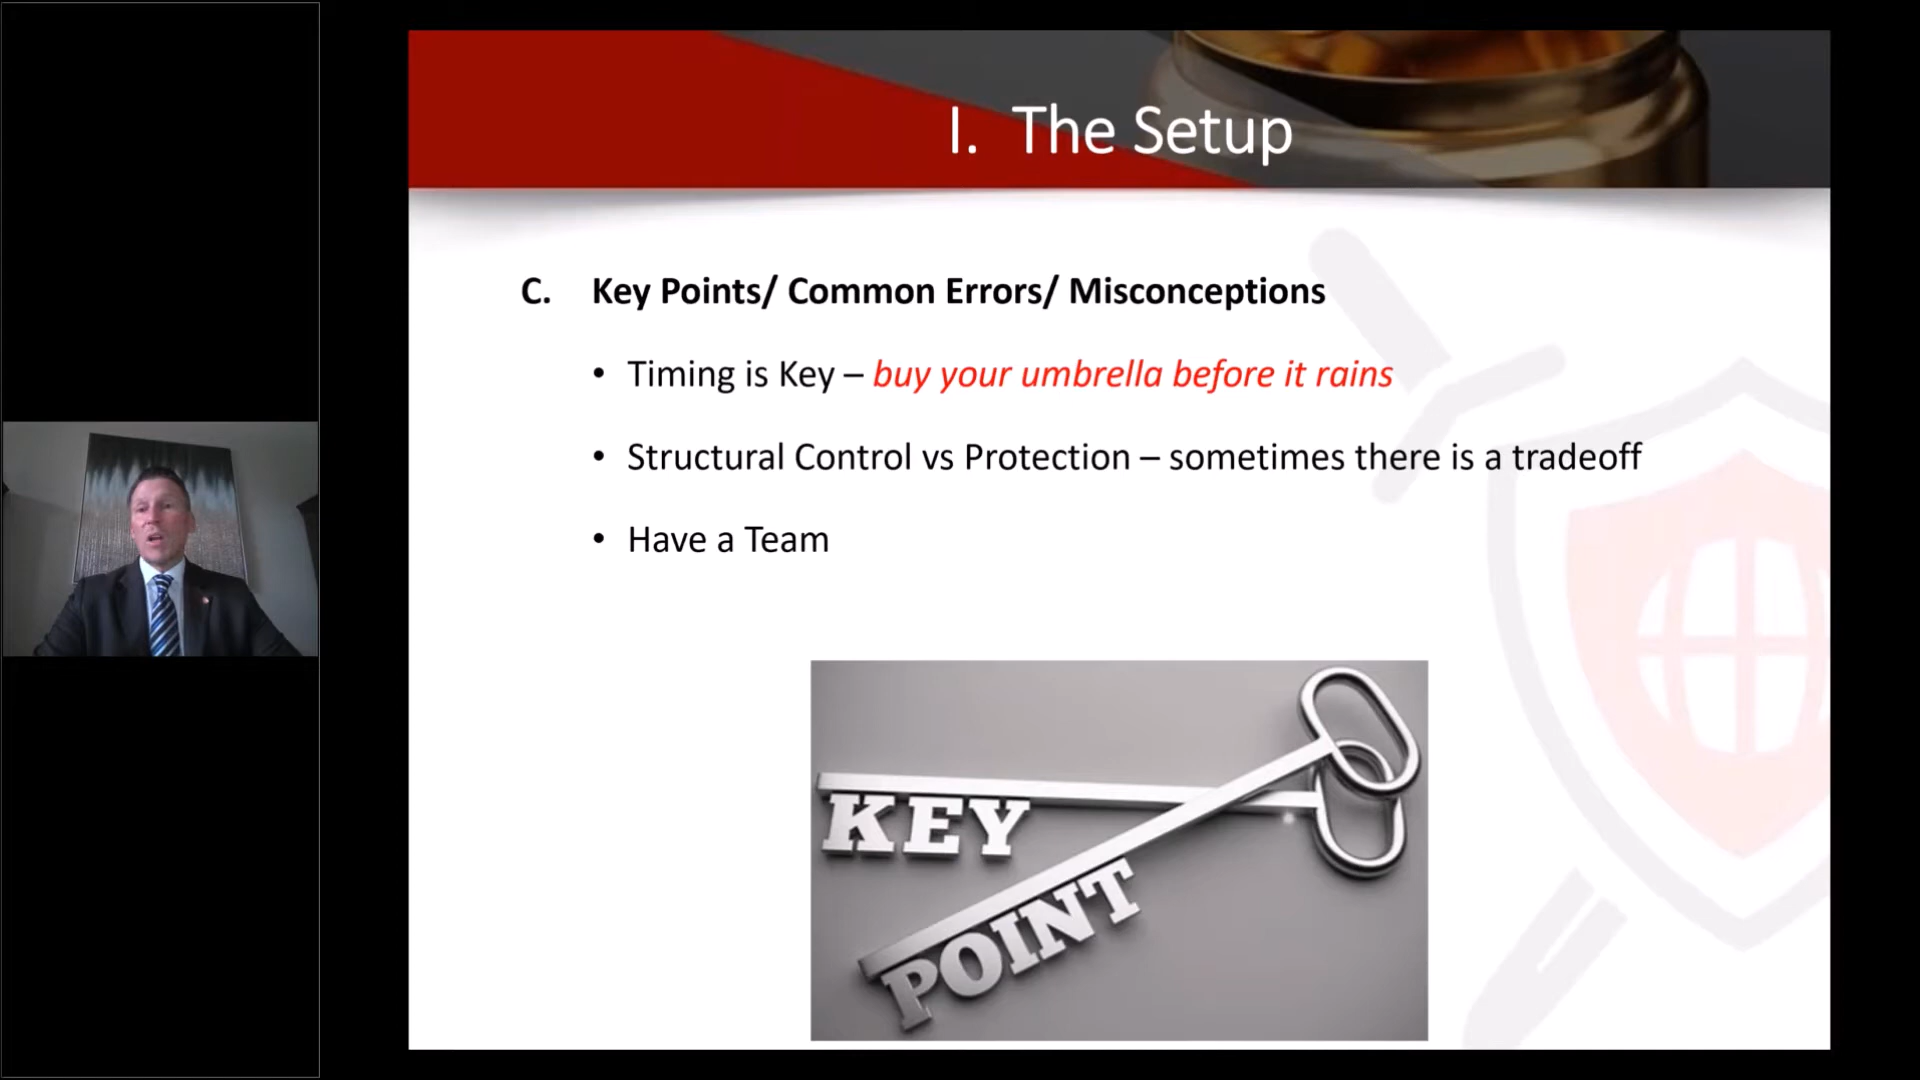 I. The Setup
C. Key Points/ Common Errors/ Misconceptions
• Timing is Key – buy your umbrella before it rains
• Structural Control vs Protection – sometimes there is a tradeoff
• Have a Team
KEY
POINT